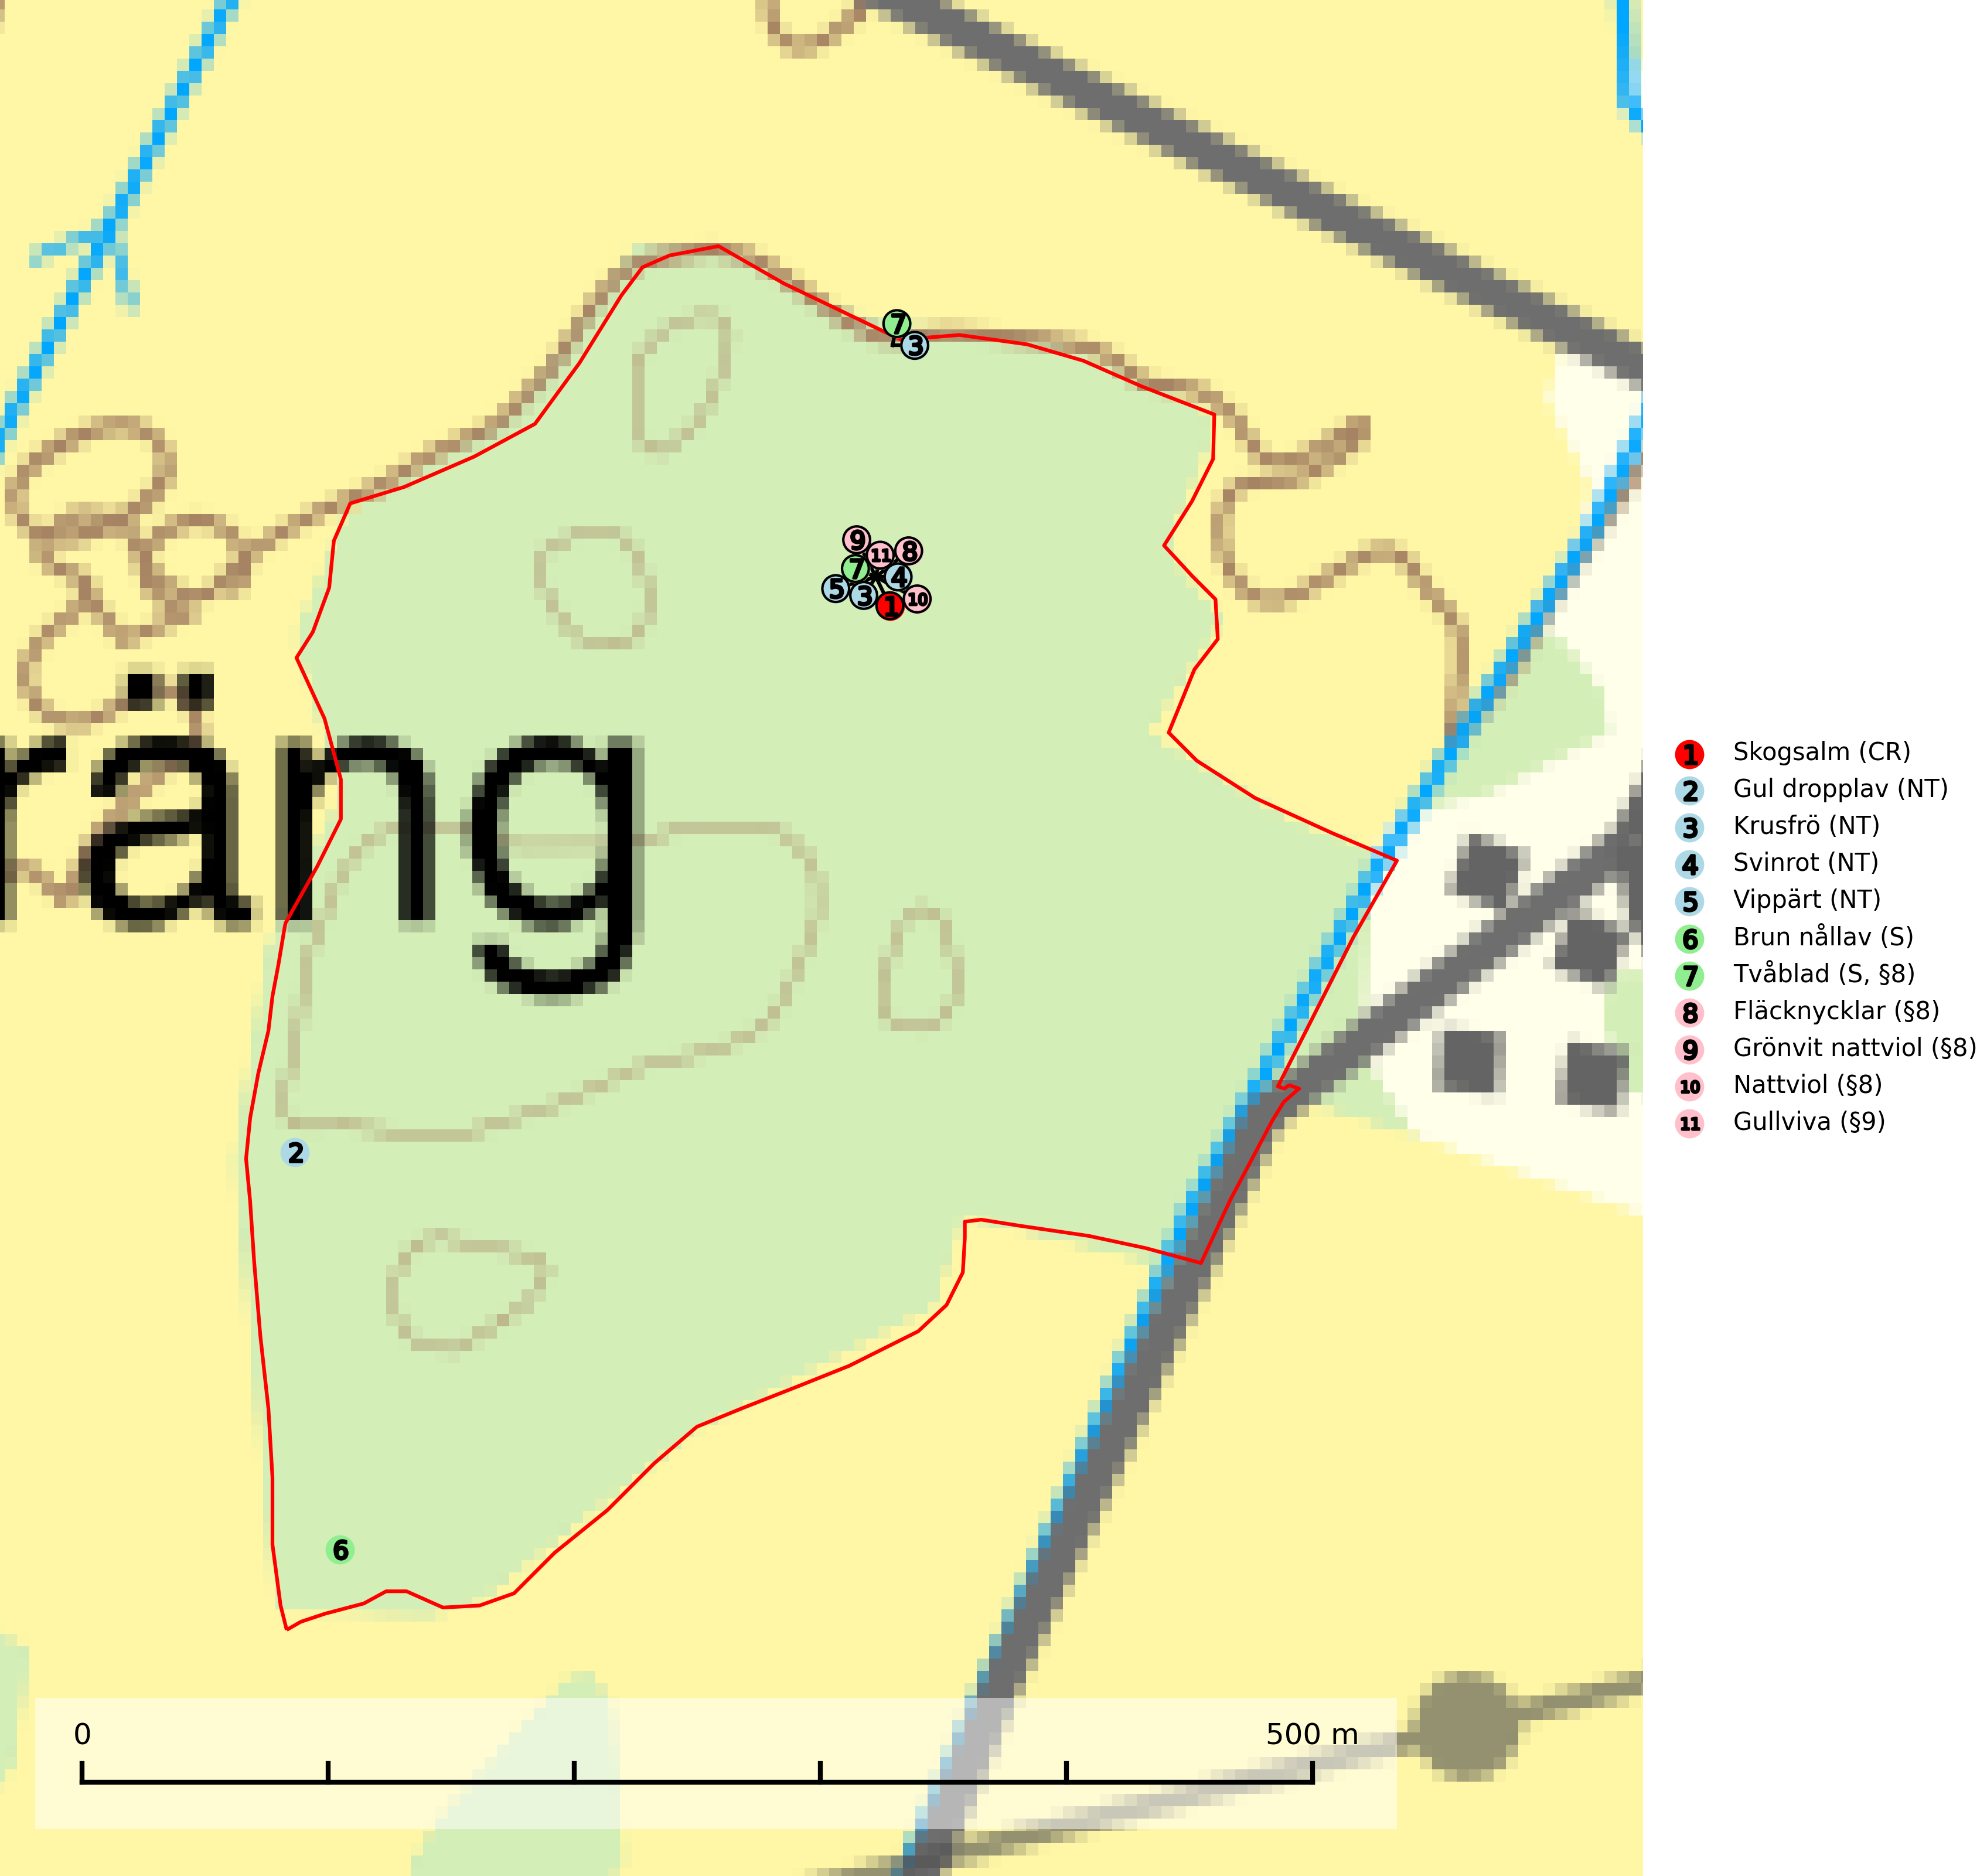 7
3
9
11
8
7
4
5
3
1
10
äng
2
6
0
500 m
1 Skogsalm (CR)
2 Gul dropplav (NT)
3 Krusfrö (NT)
4 Svinrot (NT)
5 Vippärt (NT)
6 Brun nållav (S)
7 Tvåblad (S, §8)
8 Fläcknycklar (§8)
9 Grönvit nattviol (§8)
10 Nattviol (§8)
11 Gullviva (§9)